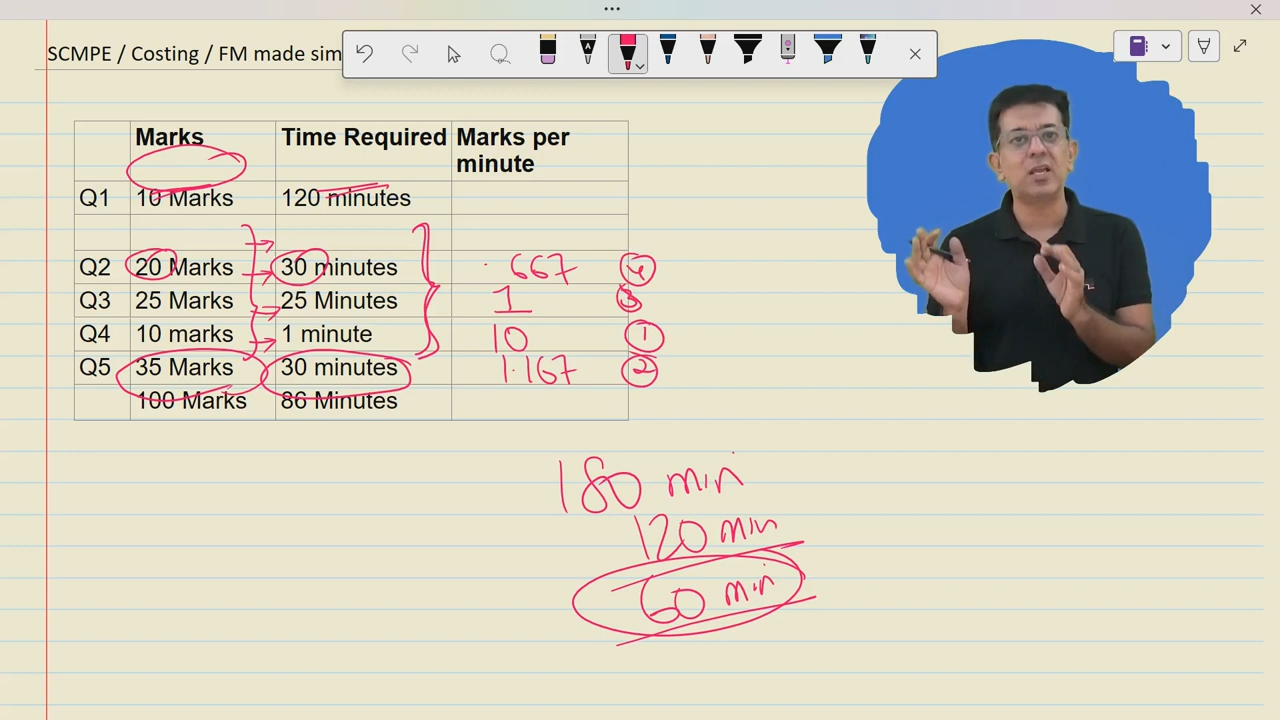 SCMPE / Costing / FM made sim
Marks Time Required Marks per minute
Q1 10 Marks 120 minutes
Q2 20 Marks 30 minutes .667 4
Q3 25 Marks 25 Minutes 1 3
Q4 10 marks 1 minute 10 1
Q5 35 Marks 30 minutes 1.167 2
100 Marks 86 Minutes
180 min
120 min
60 min